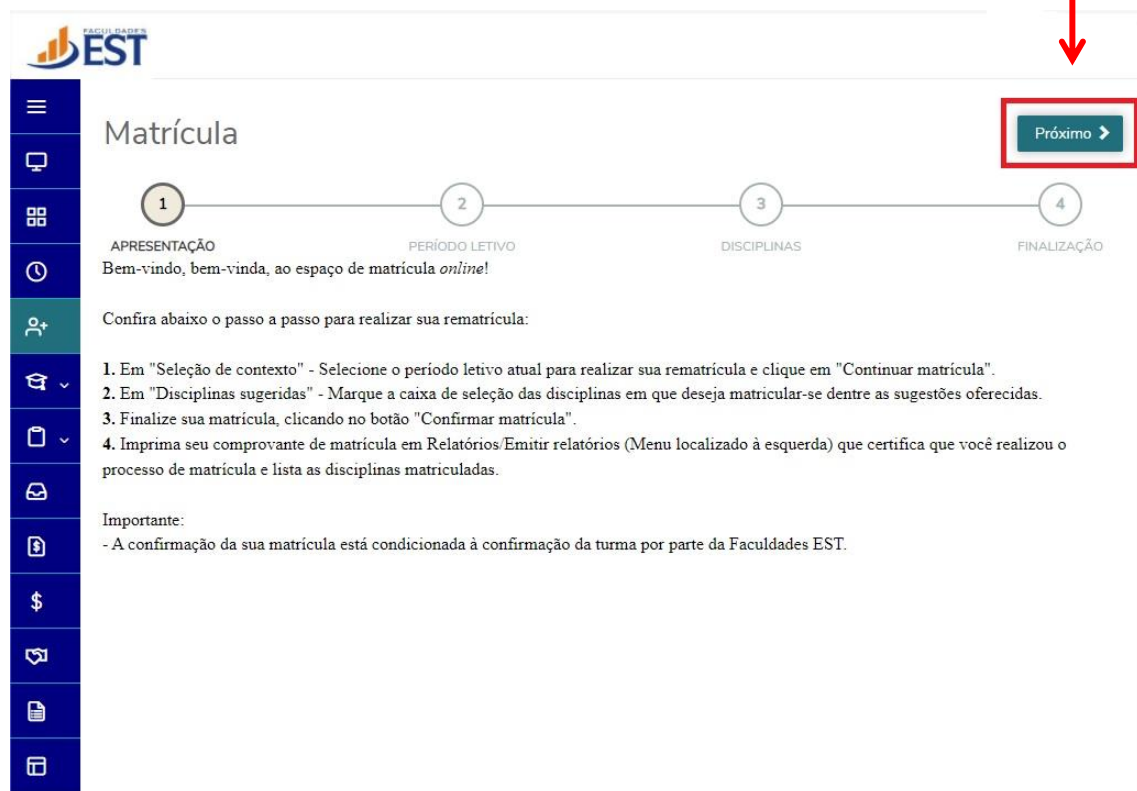 FACULDADES
EST
Matrícula
Próximo
1
2
3
4
APRESENTAÇÃO
PERÍODO LETIVO
DISCIPLINAS
FINALIZAÇÃO
Bem-vindo, bem-vinda, ao espaço de matrícula online!
Confira abaixo o passo a passo para realizar sua rematrícula:
1. Em "Seleção de contexto" - Selecione o período letivo atual para realizar sua rematrícula e clique em "Continuar matrícula".
2. Em "Disciplinas sugeridas" - Marque a caixa de seleção das disciplinas em que deseja matricular-se dentre as sugestões oferecidas.
3. Finalize sua matrícula, clicando no botão "Confirmar matrícula".
4. Imprima seu comprovante de matrícula em Relatórios/Emitir relatórios (Menu localizado à esquerda) que certifica que você realizou o
processo de matrícula e lista as disciplinas matriculadas.
Importante:
- A confirmação da sua matrícula está condicionada à confirmação da turma por parte da Faculdades EST.